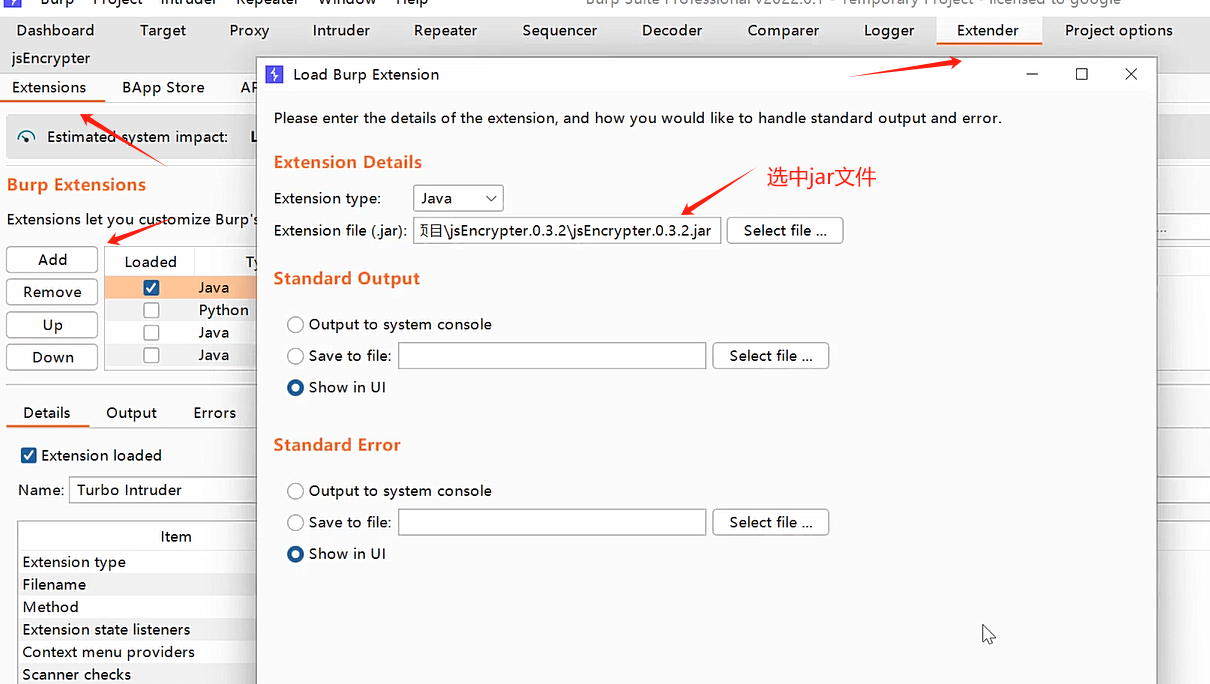 Burp Project Intruder Repeater Window Help
Burp Suite Professional v2022.6.1 - Temporary Project - licensed to google
Dashboard Target Proxy Intruder Repeater Sequencer Decoder Comparer Logger Extender Project options
jsEncrypter
Extensions BApp Store
Load Burp Extension
Estimated system impact:
Please enter the details of the extension, and how you would like to handle standard output and error.
Extension Details
选中jar文件
Burp Extensions
Extension type: Java
Extensions let you customize Burp's
Extension file (.jar): 项目\jsEncrypter.0.3.2\jsEncrypter.0.3.2.jar Select file ...
Add Loaded
Remove Java
Python
Up Java
Down Java
Standard Output
Output to system console
Save to file: Select file ...
Show in UI
Details Output Errors
Standard Error
Extension loaded
Name: Turbo Intruder
Output to system console
Save to file: Select file ...
Show in UI
Item
Extension type
Filename
Method
Extension state listeners
Context menu providers
Scanner checks